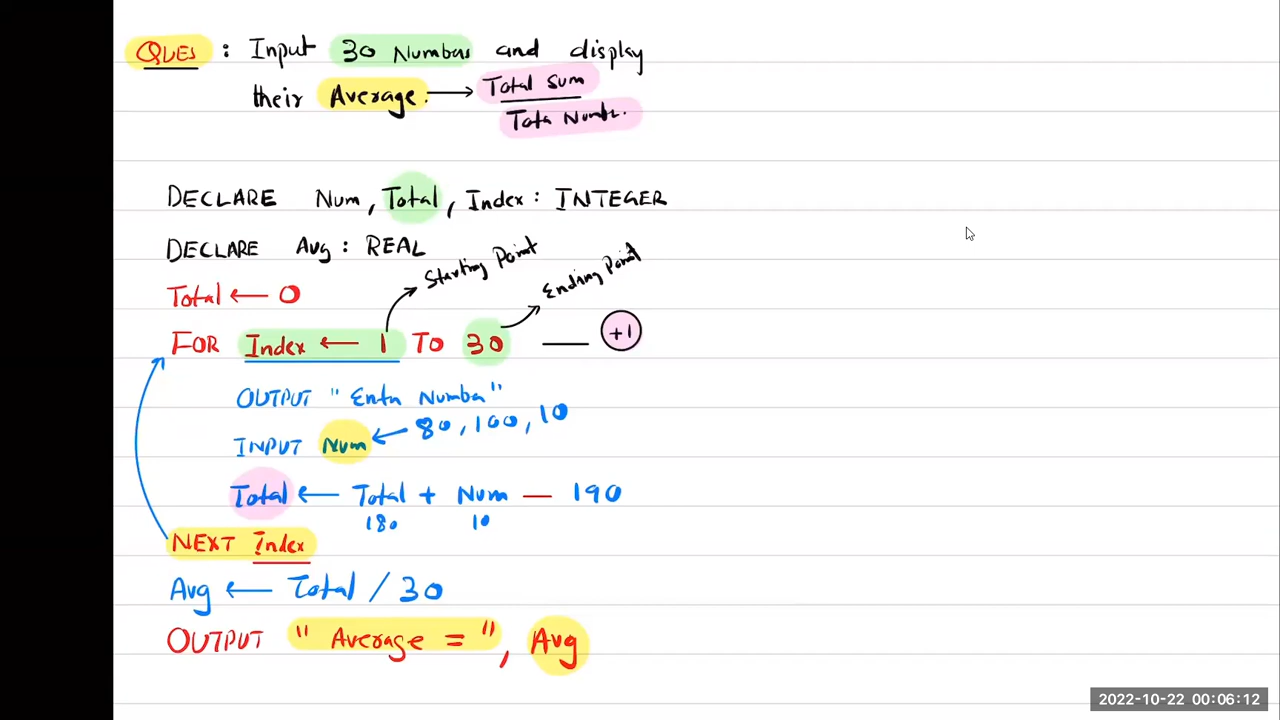 QUES : Input 30 Numbers and display
their Average. → Total Sum
Total Number.
DECLARE Num, Total, Index : INTEGER
DECLARE Avg : REAL
Starting Point
Ending Point
Total ← 0
FOR Index ← 1 TO 30 — +1
OUTPUT "Enter Number"
INPUT Num ← 80, 100, 10
Total ← Total + Num — 190
180 10
NEXT Index
Avg ← Total / 30
OUTPUT " Average = ", Avg
2022-10-22 00:06:12